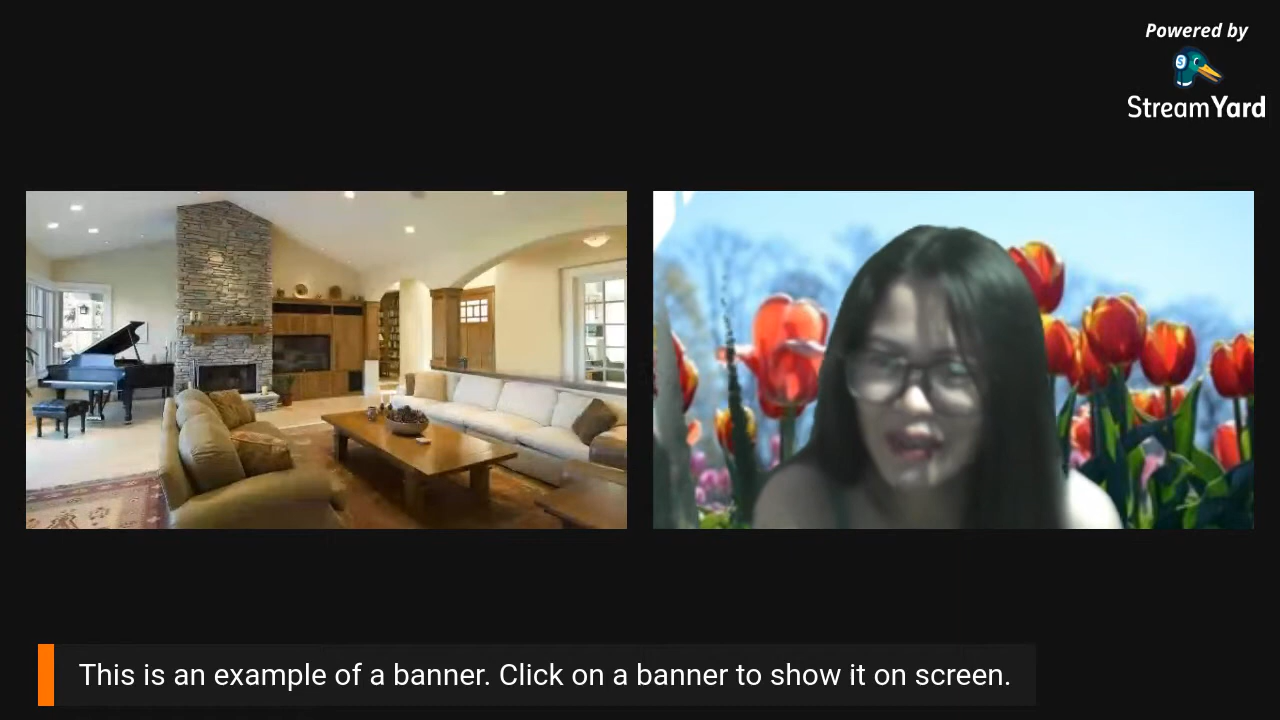 Powered by
StreamYard
This is an example of a banner. Click on a banner to show it on screen.